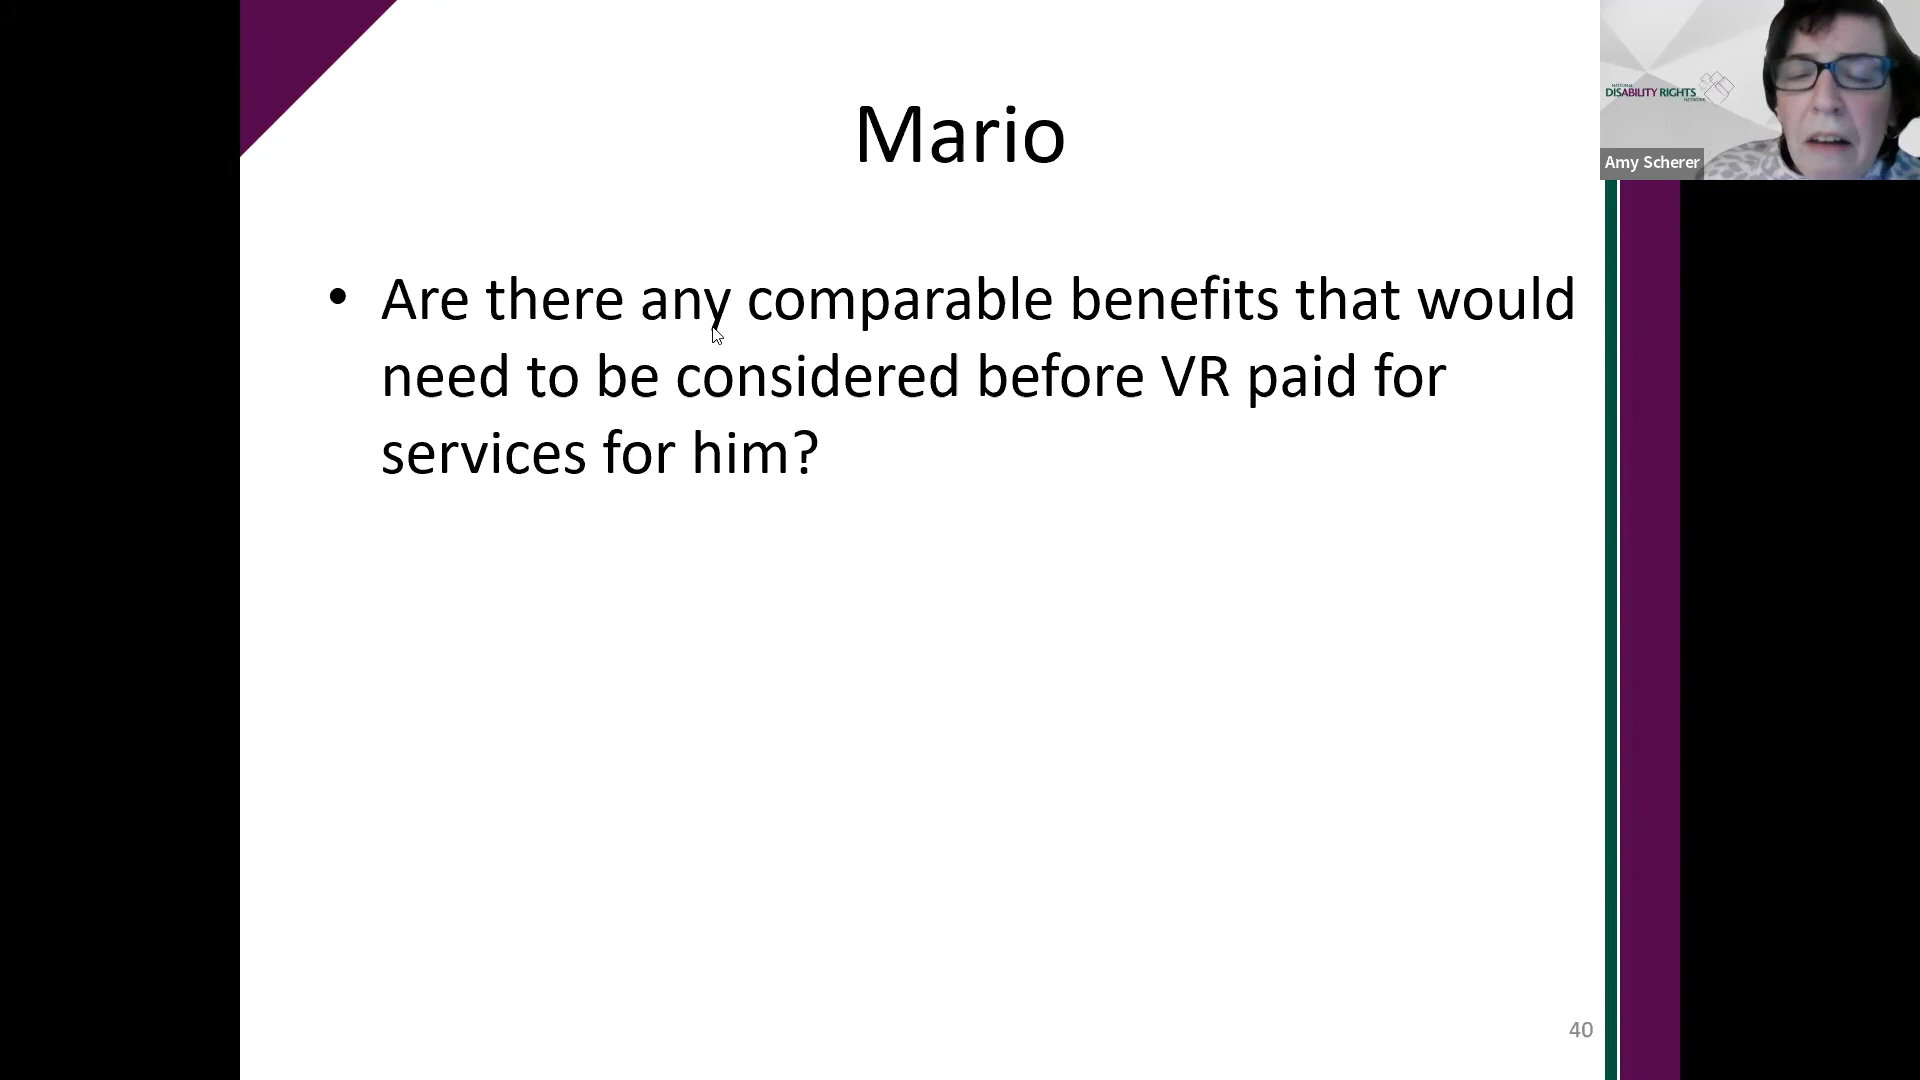 Mario
NATIONAL
DISABILITY RIGHTS
NETWORK
Amy Scherer
• Are there any comparable benefits that would
need to be considered before VR paid for
services for him?
40